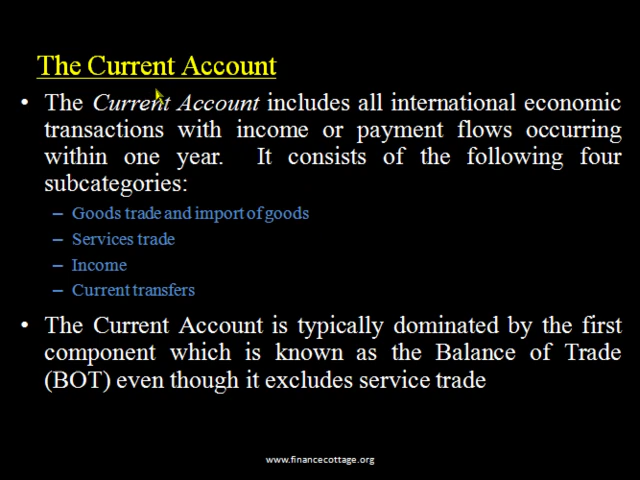 The Current Account
• The Current Account includes all international economic
transactions with income or payment flows occurring
within one year. It consists of the following four
subcategories:
– Goods trade and import of goods
– Services trade
– Income
– Current transfers
• The Current Account is typically dominated by the first
component which is known as the Balance of Trade
(BOT) even though it excludes service trade
www.financecottage.org